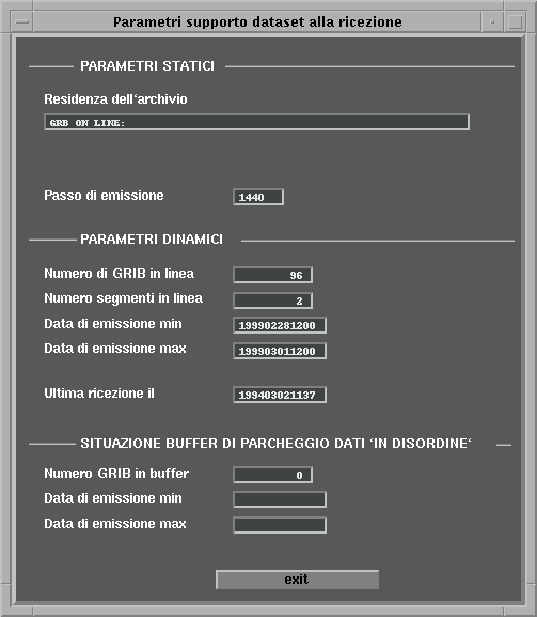 Parametri supporto dataset alla ricezione
PARAMETRI STATICI
Residenza dell'archivio
GRB_ON_LINE:
Passo di emissione 1440
PARAMETRI DINAMICI
Numero di GRIB in linea 96
Numero segmenti in linea 2
Data di emissione min 199902281200
Data di emissione max 199903011200
Ultima ricezione il 199403021137
SITUAZIONE BUFFER DI PARCHEGGIO DATI 'IN DISORDINE'
Numero GRIB in buffer 0
Data di emissione min
Data di emissione max
exit